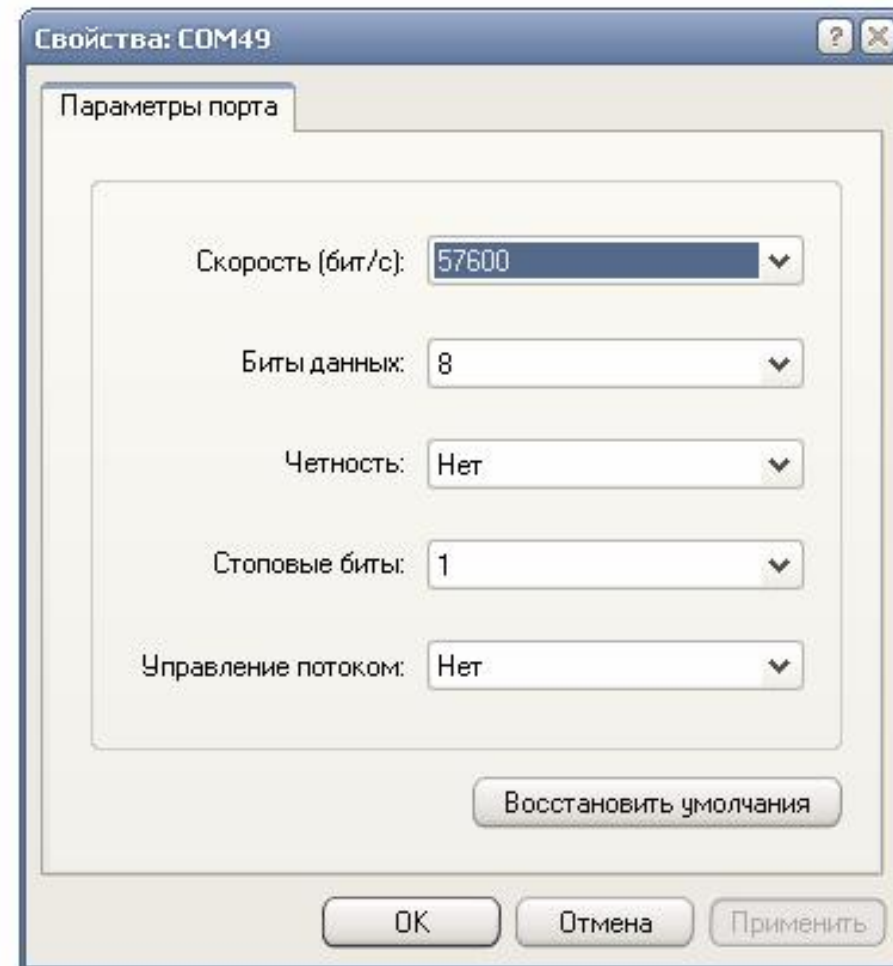 Свойства: COM49
Параметры порта
Скорость (бит/с): 57600
Биты данных: 8
Четность: Нет
Стоповые биты: 1
Управление потоком: Нет
Восстановить умолчания
OK Отмена Применить